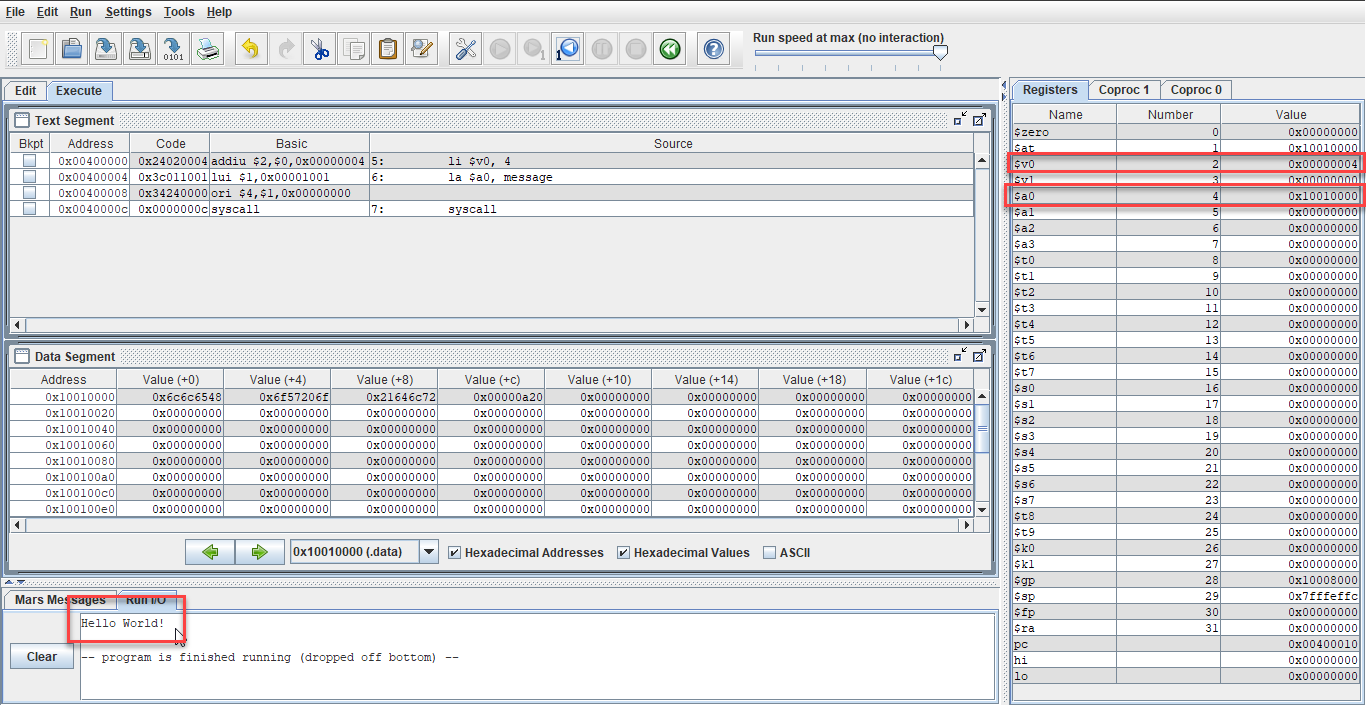 File Edit Run Settings Tools Help
0101
1
1
Run speed at max (no interaction)
Edit Execute
Text Segment
Bkpt Address Code Basic Source
0x00400000 0x24020004 addiu $2,$0,0x00000004 5: li $v0, 4
0x00400004 0x3c011001 lui $1,0x00001001 6: la $a0, message
0x00400008 0x34240000 ori $4,$1,0x00000000
0x0040000c 0x0000000c syscall 7: syscall
Data Segment
Address Value (+0) Value (+4) Value (+8) Value (+c) Value (+10) Value (+14) Value (+18) Value (+1c)
0x10010000 0x6c6c6548 0x6f57206f 0x21646c72 0x00000a20 0x00000000 0x00000000 0x00000000 0x00000000
0x10010020 0x00000000 0x00000000 0x00000000 0x00000000 0x00000000 0x00000000 0x00000000 0x00000000
0x10010040 0x00000000 0x00000000 0x00000000 0x00000000 0x00000000 0x00000000 0x00000000 0x00000000
0x10010060 0x00000000 0x00000000 0x00000000 0x00000000 0x00000000 0x00000000 0x00000000 0x00000000
0x10010080 0x00000000 0x00000000 0x00000000 0x00000000 0x00000000 0x00000000 0x00000000 0x00000000
0x100100a0 0x00000000 0x00000000 0x00000000 0x00000000 0x00000000 0x00000000 0x00000000 0x00000000
0x100100c0 0x00000000 0x00000000 0x00000000 0x00000000 0x00000000 0x00000000 0x00000000 0x00000000
0x100100e0 0x00000000 0x00000000 0x00000000 0x00000000 0x00000000 0x00000000 0x00000000 0x00000000
0x10010000 (.data) Hexadecimal Addresses Hexadecimal Values ASCII
Mars Messages Run I/O
Hello World!
Clear
-- program is finished running (dropped off bottom) --
Registers Coproc 1 Coproc 0
Name Number Value
$zero 0 0x00000000
$at 1 0x10010000
$v0 2 0x00000004
$v1 3 0x00000000
$a0 4 0x10010000
$a1 5 0x00000000
$a2 6 0x00000000
$a3 7 0x00000000
$t0 8 0x00000000
$t1 9 0x00000000
$t2 10 0x00000000
$t3 11 0x00000000
$t4 12 0x00000000
$t5 13 0x00000000
$t6 14 0x00000000
$t7 15 0x00000000
$s0 16 0x00000000
$s1 17 0x00000000
$s2 18 0x00000000
$s3 19 0x00000000
$s4 20 0x00000000
$s5 21 0x00000000
$s6 22 0x00000000
$s7 23 0x00000000
$t8 24 0x00000000
$t9 25 0x00000000
$k0 26 0x00000000
$k1 27 0x00000000
$gp 28 0x10008000
$sp 29 0x7fffeffc
$fp 30 0x00000000
$ra 31 0x00000000
pc 0x00400010
hi 0x00000000
lo 0x00000000